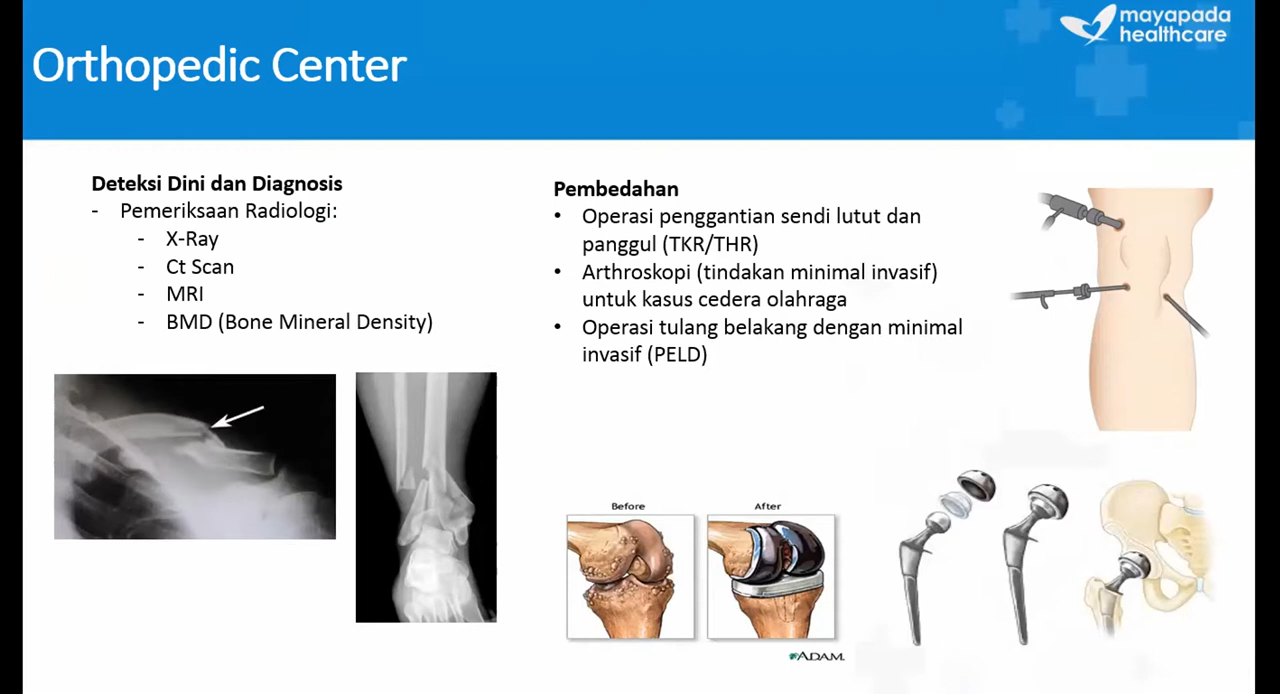 mayapada
healthcare
Orthopedic Center
Deteksi Dini dan Diagnosis
- Pemeriksaan Radiologi:
- X-Ray
- Ct Scan
- MRI
- BMD (Bone Mineral Density)
Pembedahan
• Operasi penggantian sendi lutut dan
panggul (TKR/THR)
• Arthroskopi (tindakan minimal invasif)
untuk kasus cedera olahraga
• Operasi tulang belakang dengan minimal
invasif (PELD)
Before
After
ADAM.